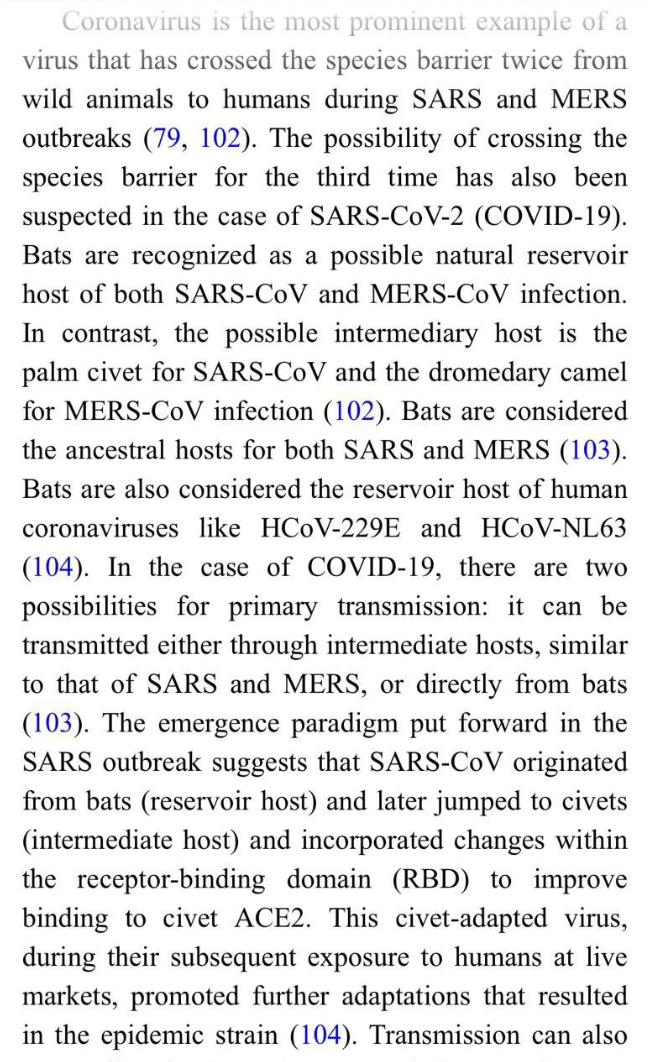 Coronavirus is the most prominent example of a
virus that has crossed the species barrier twice from
wild animals to humans during SARS and MERS
outbreaks (79, 102). The possibility of crossing the
species barrier for the third time has also been
suspected in the case of SARS-CoV-2 (COVID-19).
Bats are recognized as a possible natural reservoir
host of both SARS-CoV and MERS-CoV infection.
In contrast, the possible intermediary host is the
palm civet for SARS-CoV and the dromedary camel
for MERS-CoV infection (102). Bats are considered
the ancestral hosts for both SARS and MERS (103).
Bats are also considered the reservoir host of human
coronaviruses like HCoV-229E and HCoV-NL63
(104). In the case of COVID-19, there are two
possibilities for primary transmission: it can be
transmitted either through intermediate hosts, similar
to that of SARS and MERS, or directly from bats
(103). The emergence paradigm put forward in the
SARS outbreak suggests that SARS-CoV originated
from bats (reservoir host) and later jumped to civets
(intermediate host) and incorporated changes within
the receptor-binding domain (RBD) to improve
binding to civet ACE2. This civet-adapted virus,
during their subsequent exposure to humans at live
markets, promoted further adaptations that resulted
in the epidemic strain (104). Transmission can also